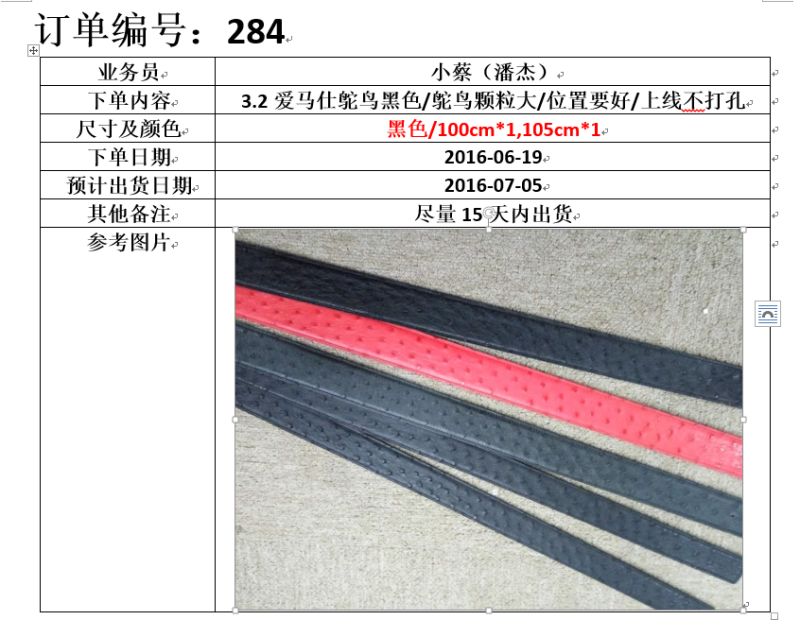 订单编号：284
业务员 小蔡（潘杰）
下单内容 3.2 爱马仕鸵鸟黑色/鸵鸟颗粒大/位置要好/上线不打孔
尺寸及颜色 黑色/100cm*1,105cm*1
下单日期 2016-06-19
预计出货日期 2016-07-05
其他备注 尽量 15 天内出货
参考图片